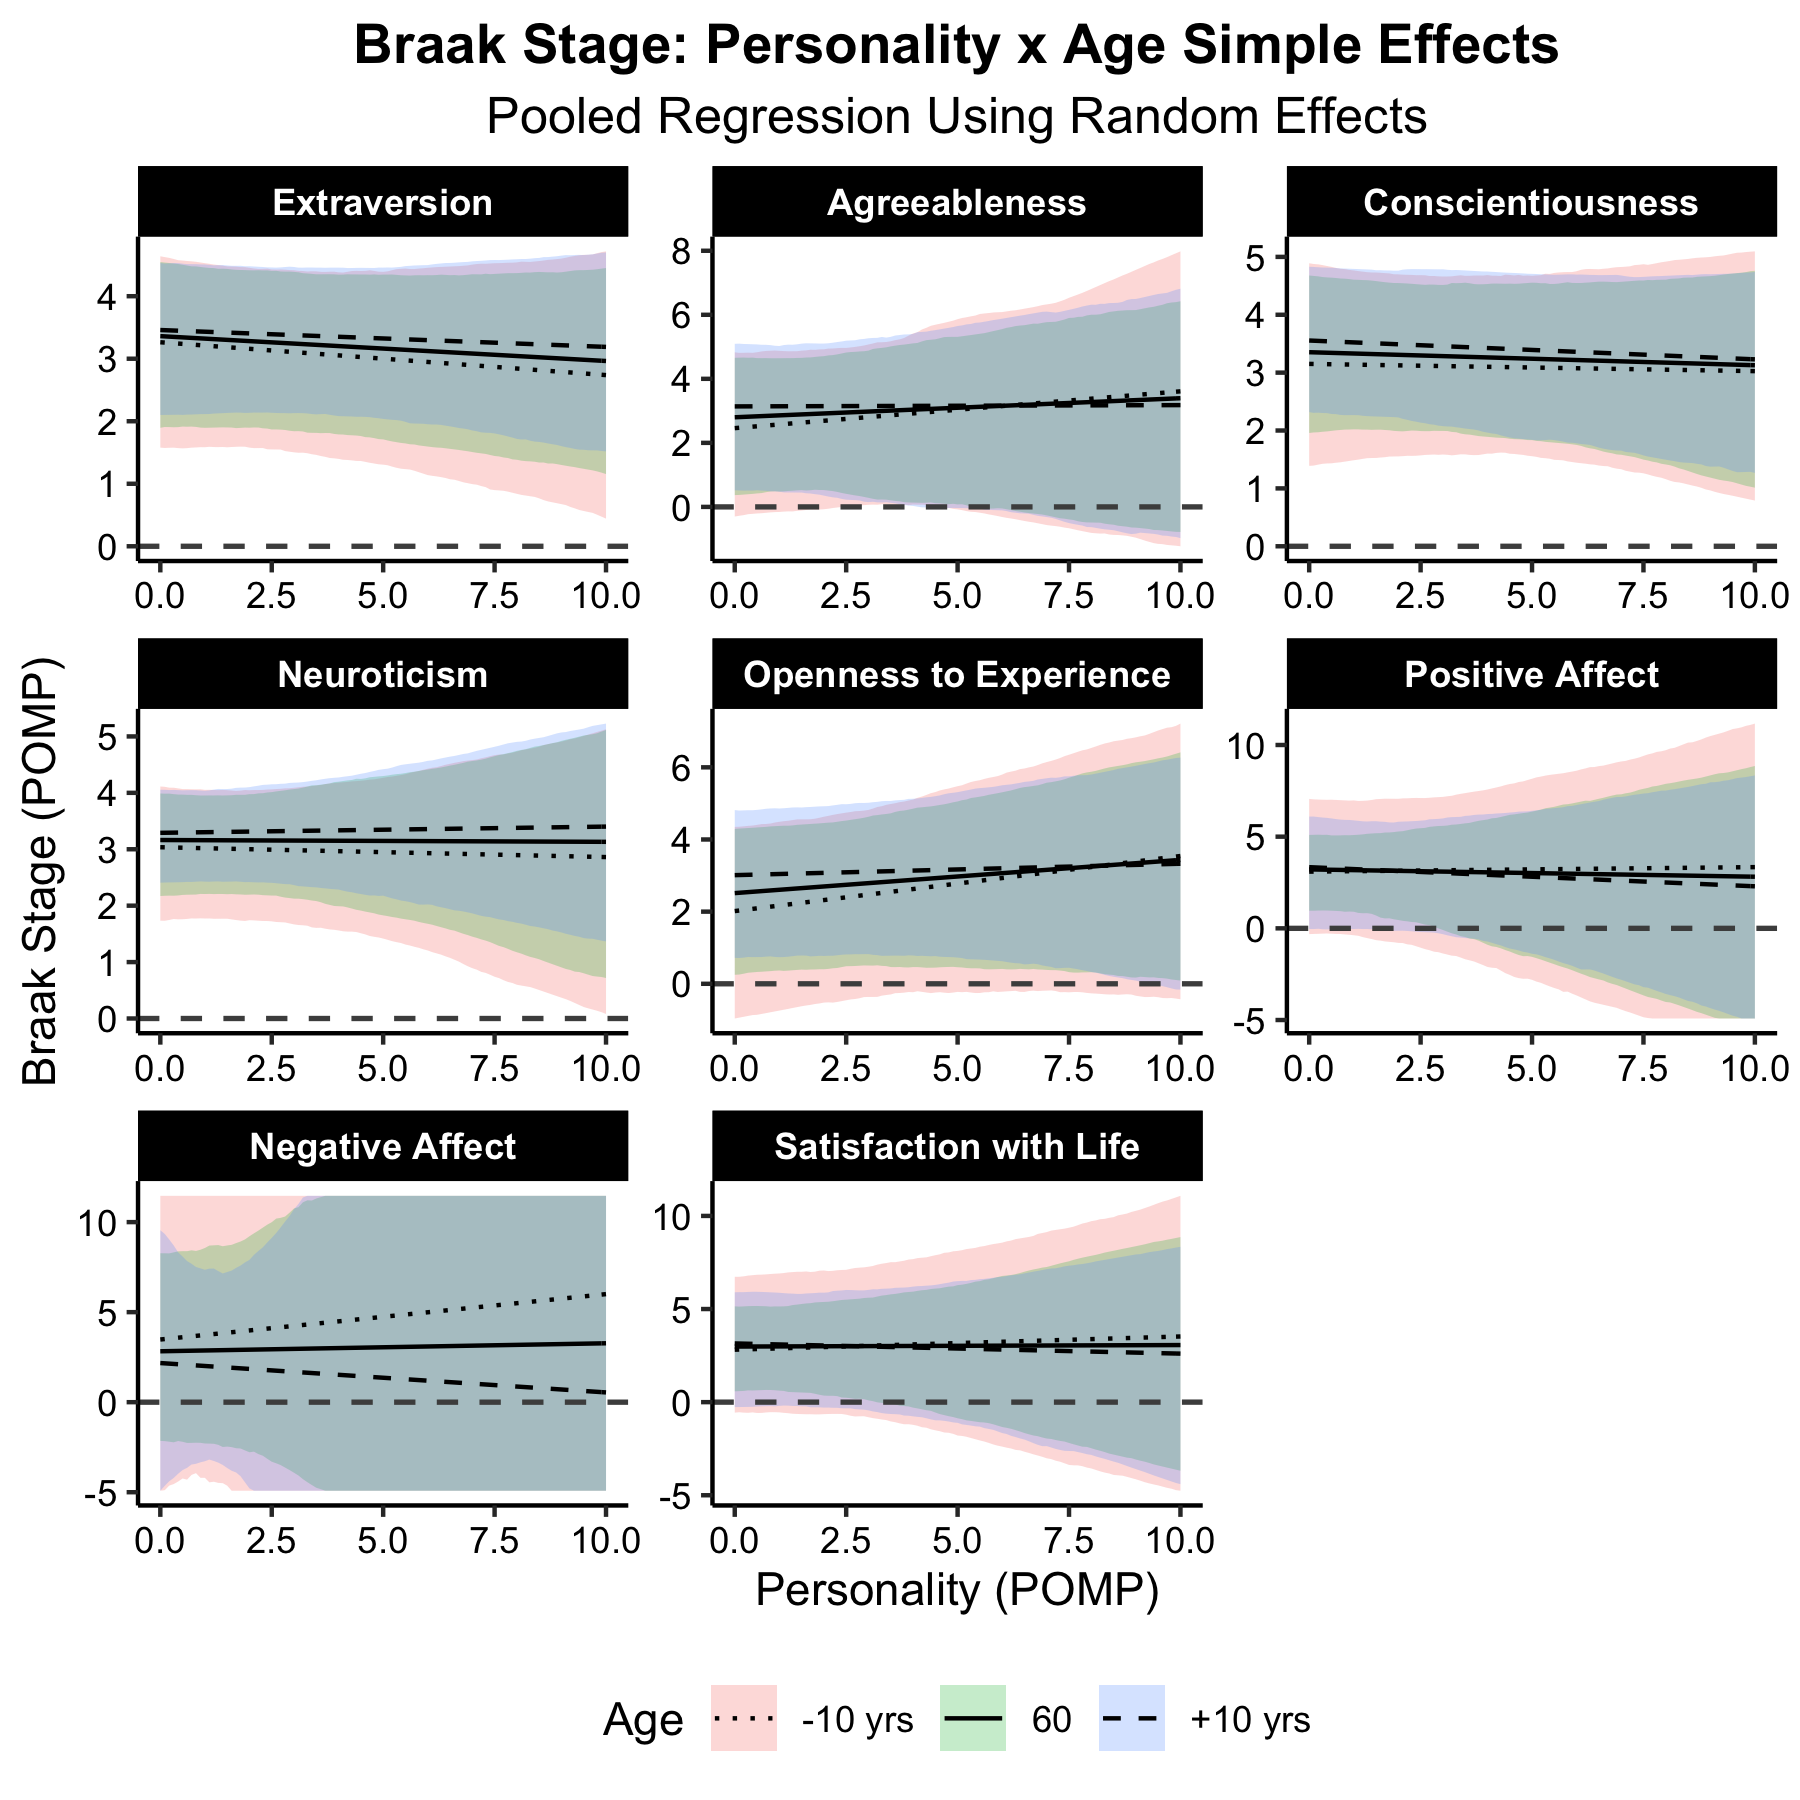 Braak Stage: Personality x Age Simple Effects
Pooled Regression Using Random Effects
Extraversion
Agreeableness
Conscientiousness
4
3
2
1
0
8
6
4
2
0
5
4
3
2
1
0
0.0 2.5 5.0 7.5 10.0
0.0 2.5 5.0 7.5 10.0
0.0 2.5 5.0 7.5 10.0
Braak Stage (POMP)
Neuroticism
Openness to Experience
Positive Affect
5
4
3
2
1
0
6
4
2
0
10
5
0
-5
0.0 2.5 5.0 7.5 10.0
0.0 2.5 5.0 7.5 10.0
0.0 2.5 5.0 7.5 10.0
Negative Affect
Satisfaction with Life
10
5
0
-5
10
5
0
-5
0.0 2.5 5.0 7.5 10.0
0.0 2.5 5.0 7.5 10.0
Personality (POMP)
Age -10 yrs 60 +10 yrs